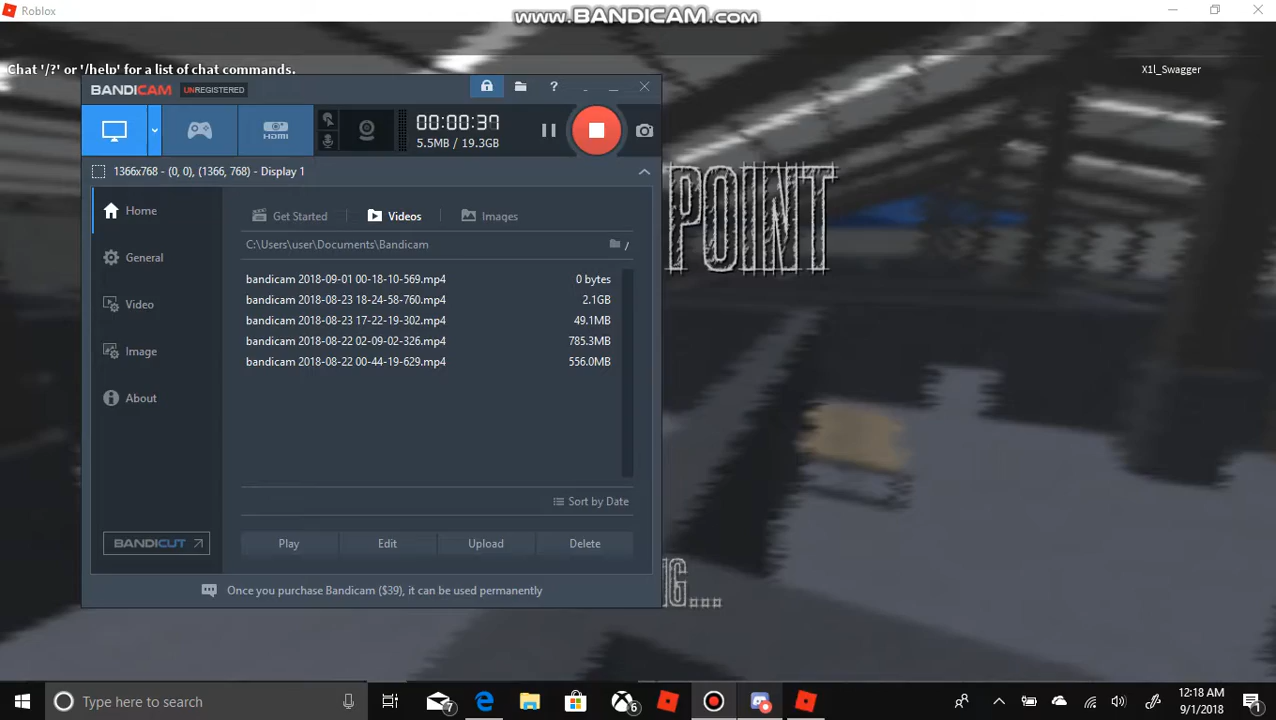 Roblox
www.BANDICAM.com
Chat '/?' or '/help' for a list of chat commands.
X1l_Swagger
BANDICAM UNREGISTERED ?
HDMI
00:00:37
5.5MB / 19.3GB
1366x768 - (0, 0), (1366, 768) - Display 1
Home
General
Video
Image
About
BANDICUT
Get Started
Videos
Images
C:\Users\user\Documents\Bandicam /
bandicam 2018-09-01 00-18-10-569.mp4 0 bytes
bandicam 2018-08-23 18-24-58-760.mp4 2.1GB
bandicam 2018-08-23 17-22-19-302.mp4 49.1MB
bandicam 2018-08-22 02-09-02-326.mp4 785.3MB
bandicam 2018-08-22 00-44-19-629.mp4 556.0MB
Sort by Date
Play Edit Upload Delete
Once you purchase Bandicam ($39), it can be used permanently
POINT
G...
Type here to search
7
6
12:18 AM
9/1/2018
1